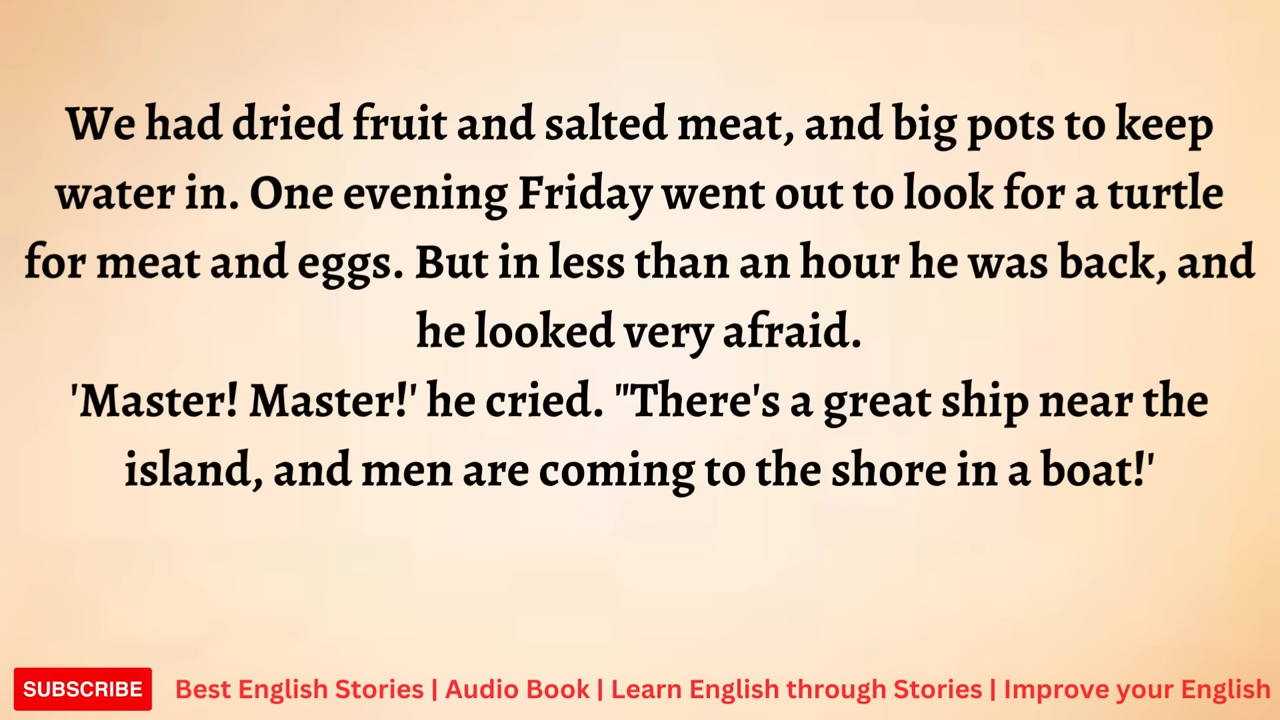 We had dried fruit and salted meat, and big pots to keep
water in. One evening Friday went out to look for a turtle
for meat and eggs. But in less than an hour he was back, and
he looked very afraid.
'Master! Master!' he cried. "There's a great ship near the
island, and men are coming to the shore in a boat!'
SUBSCRIBE Best English Stories | Audio Book | Learn English through Stories | Improve your English